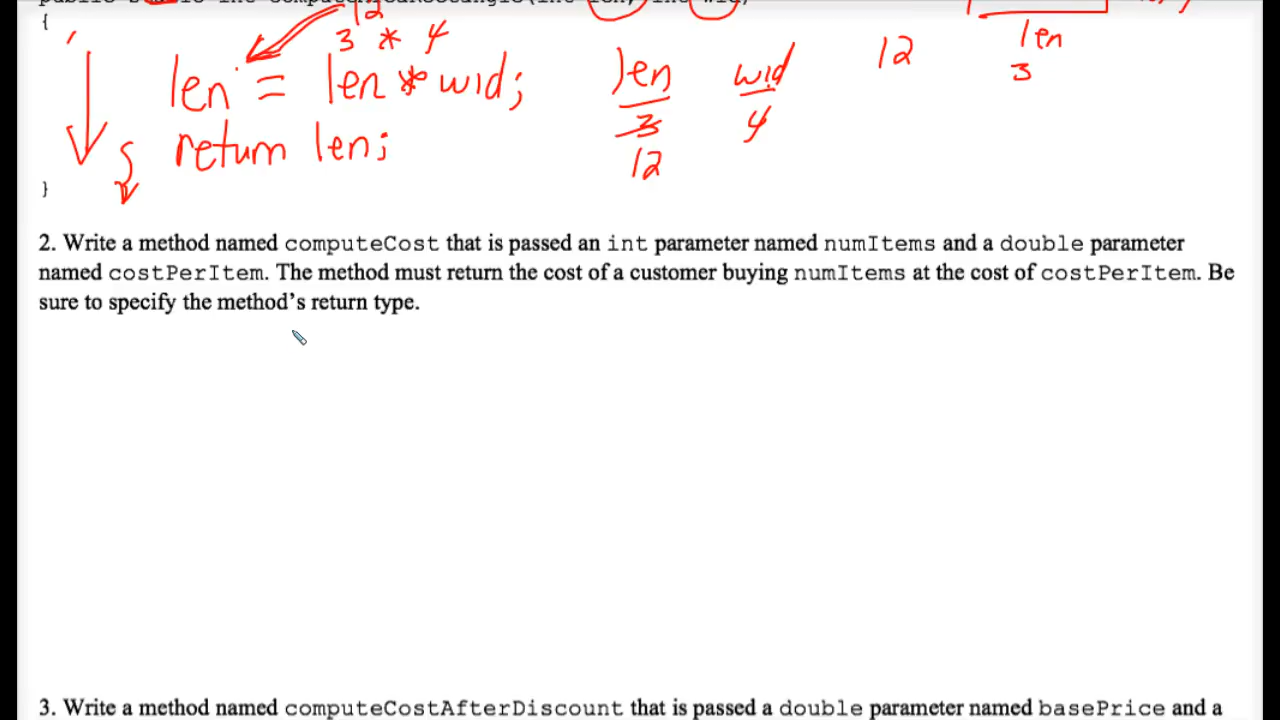 12
{
3 * 4
len = len * wid;
len wid 12 len
3 4 3
return len;
12
}
2. Write a method named computeCost that is passed an int parameter named numItems and a double parameter
named costPerItem. The method must return the cost of a customer buying numItems at the cost of costPerItem. Be
sure to specify the method’s return type.
3. Write a method named computeCostAfterDiscount that is passed a double parameter named basePrice and a